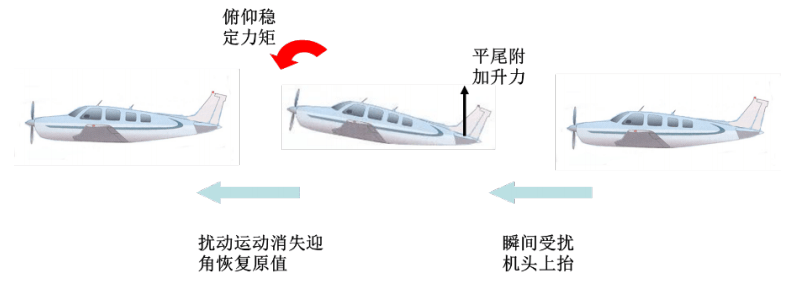 俯仰稳
定力矩
平尾附
加升力
扰动运动消失迎
角恢复原值
瞬间受扰
机头上抬